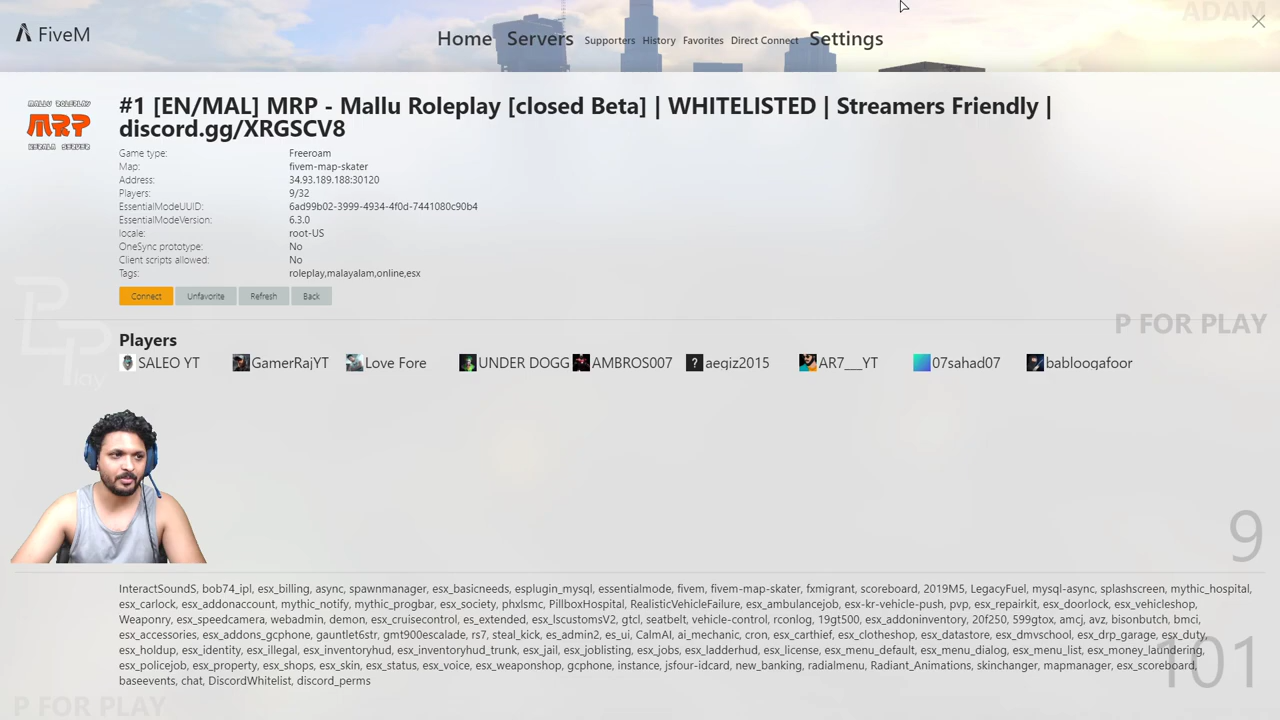 ADAM
FiveM
Home Servers Supporters History Favorites Direct Connect Settings
MALLU ROLEPLAY
MRP
KERALA SERVER
#1 [EN/MAL] MRP - Mallu Roleplay [closed Beta] | WHITELISTED | Streamers Friendly |
discord.gg/XRGSCV8
Game type: Freeroam
Map: fivem-map-skater
Address: 34.93.189.188:30120
Players: 9/32
EssentialModeUUID: 6ad99b02-3999-4934-4f0d-7441080c90b4
EssentialModeVersion: 6.3.0
locale: root-US
OneSync prototype: No
Client scripts allowed: No
Tags: roleplay,malayalam,online,esx
Connect Unfavorite Refresh Back
P FOR PLAY
Play
Players
SALEO YT GamerRajYT Love Fore UNDER DOGG AMBROS007 aegiz2015 AR7___YT 07sahad07 babloogafoor
9
InteractSoundS, bob74_ipl, esx_billing, async, spawnmanager, esx_basicneeds, esplugin_mysql, essentialmode, fivem, fivem-map-skater, fxmigrant, scoreboard, 2019M5, LegacyFuel, mysql-async, splashscreen, mythic_hospital,
esx_carlock, esx_addonaccount, mythic_notify, mythic_progbar, esx_society, phxlsmc, PillboxHospital, RealisticVehicleFailure, esx_ambulancejob, esx-kr-vehicle-push, pvp, esx_repairkit, esx_doorlock, esx_vehicleshop,
Weaponry, esx_speedcamera, webadmin, demon, esx_cruisecontrol, es_extended, esx_lscustomsV2, gtcl, seatbelt, vehicle-control, rconlog, 19gt500, esx_addoninventory, 20f250, 599gtox, amcj, avz, bisonbutch, bmci,
esx_accessories, esx_addons_gcphone, gauntlet6str, gmt900escalade, rs7, steal_kick, es_admin2, es_ui, CalmAI, ai_mechanic, cron, esx_carthief, esx_clotheshop, esx_datastore, esx_dmvschool, esx_drp_garage, esx_duty,
esx_holdup, esx_identity, esx_illegal, esx_inventoryhud, esx_inventoryhud_trunk, esx_jail, esx_joblisting, esx_jobs, esx_ladderhud, esx_license, esx_menu_default, esx_menu_dialog, esx_menu_list, esx_money_laundering,
esx_policejob, esx_property, esx_shops, esx_skin, esx_status, esx_voice, esx_weaponshop, gcphone, instance, jsfour-idcard, new_banking, radialmenu, Radiant_Animations, skinchanger, mapmanager, esx_scoreboard,
baseevents, chat, DiscordWhitelist, discord_perms
101
P FOR PLAY